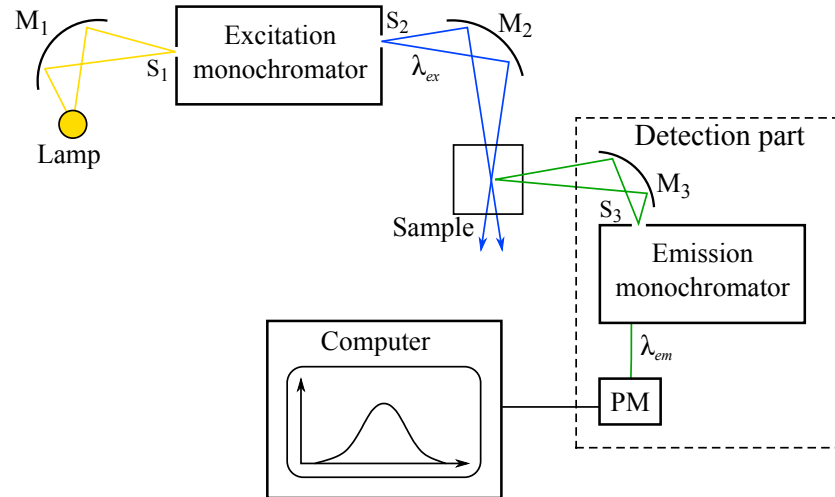 M1
S1
Lamp
Excitation
monochromator
S2
λex
M2
Sample
Detection part
M3
S3
Emission
monochromator
λem
PM
Computer